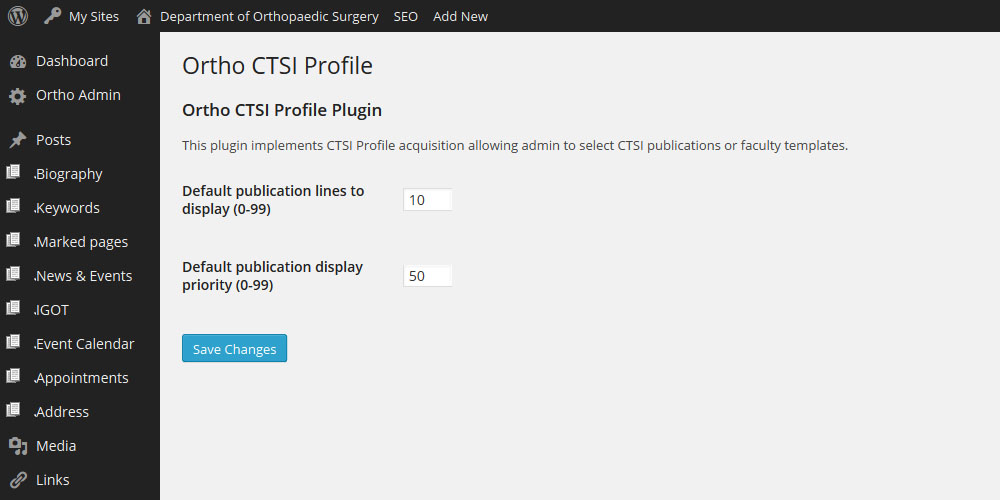 My Sites Department of Orthopaedic Surgery SEO Add New
Dashboard
Ortho Admin
Posts
.Biography
.Keywords
.Marked pages
.News & Events
.IGOT
.Event Calendar
.Appointments
.Address
Media
Links
Ortho CTSI Profile
Ortho CTSI Profile Plugin
This plugin implements CTSI Profile acquisition allowing admin to select CTSI publications or faculty templates.
Default publication lines to
display (0-99)
10
Default publication display
priority (0-99)
50
Save Changes